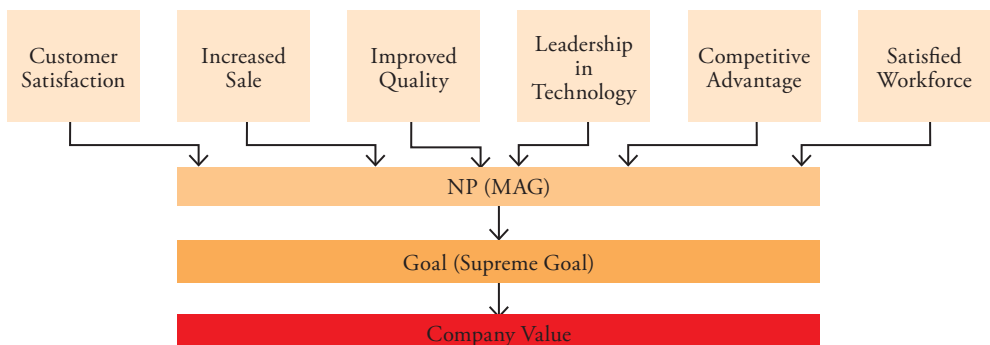 Customer
Satisfaction
Increased
Sale
Improved
Quality
Leadership
in
Technology
Competitive
Advantage
Satisfied
Workforce
NP (MAG)
Goal (Supreme Goal)
Company Value